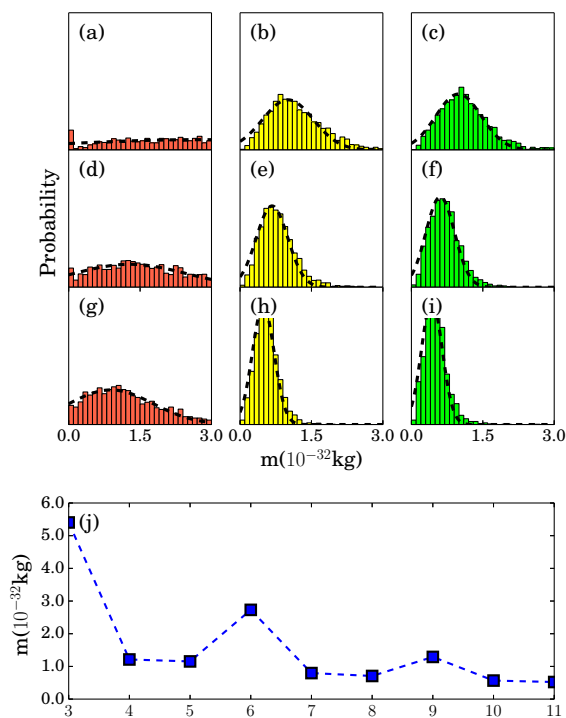 (a) (b) (c)
(d) (e) (f)
(g) (h) (i)
Probability
0.0 1.5 3.0 0.0 1.5 3.0 0.0 1.5 3.0
m(10⁻³²kg)
6.0
5.0
4.0
3.0
2.0
1.0
0.0
(j)
m(10⁻³²kg)
3 4 5 6 7 8 9 10 11